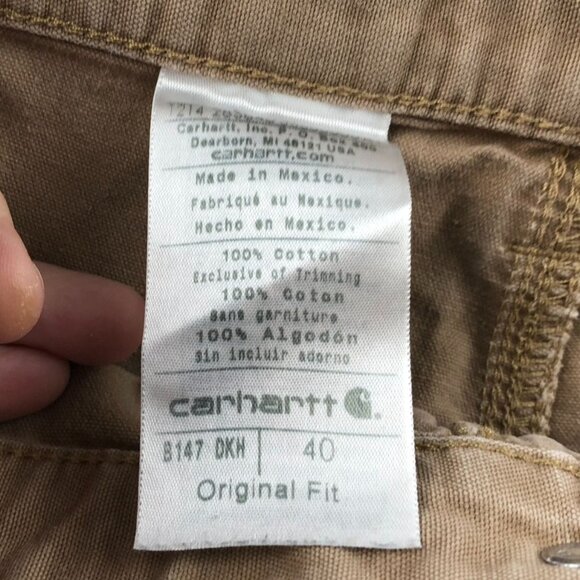 Carhartt, Inc. P. O. Box 600
Dearborn, MI 48121 USA
carhartt.com
Made in Mexico.
Fabriqué au Mexique.
Hecho en Mexico.
100% Cotton
Exclusive of Trimming
100% Coton
sans garniture
100% Algodón
sin incluir adorno
carhartt
B147 DKH 40
Original Fit